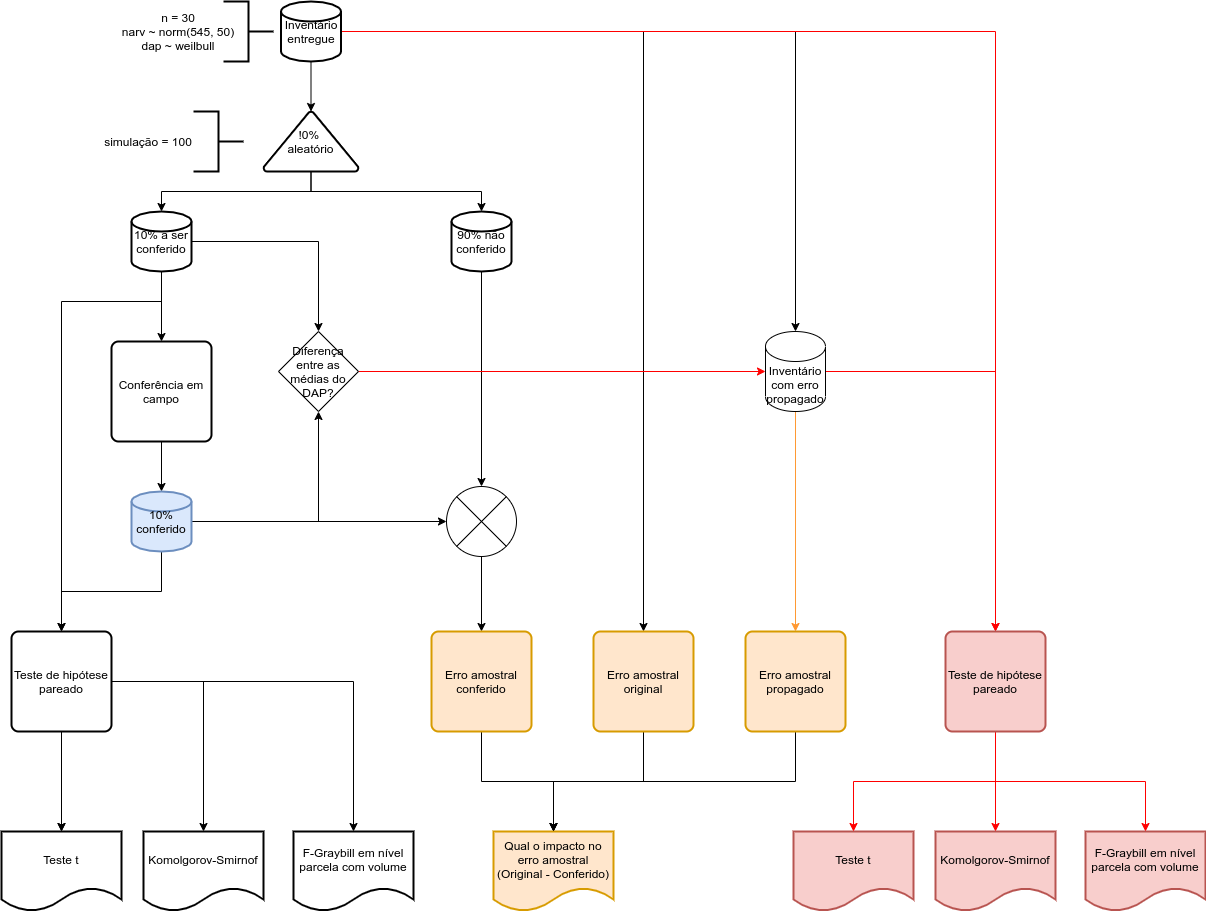 n = 30
narv ~ norm(545, 50)
dap ~ weilbull
Inventário
entregue
simulação = 100
!0%
aleatório
10% a ser
conferido
90% não
conferido
Diferença
entre as
médias do
DAP?
Conferência em
campo
Inventário
com erro
propagado
10%
conferido
Teste de hipótese
pareado
Erro amostral
conferido
Erro amostral
original
Erro amostral
propagado
Teste de hipótese
pareado
Teste t
Komolgorov-Smirnof
F-Graybill em nível
parcela com volume
Qual o impacto no
erro amostral
(Original - Conferido)
Teste t
Komolgorov-Smirnof
F-Graybill em nível
parcela com volume